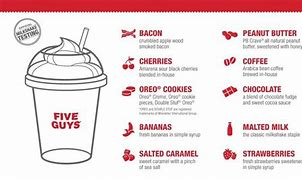 MILKSHAKE
TESTING
FIVE
GUYS
BACON
crumbled apple wood
smoked bacon
CHERRIES
Amarena sour black cherries
blended in-house
OREO® COOKIES
Oreo® Creme, Oreo® cookie
pieces, Double Stuf® Oreo®
BANANAS
fresh bananas in simple syrup
SALTED CARAMEL
sweet caramel with a pinch
of sea salt
PEANUT BUTTER
PB Crave® all natural peanut
butter, sweetened with honey
COFFEE
Arabica coffee
brewed in-house
CHOCOLATE
a blend of chocolate fudge
and sweet cocoa sauce
MALTED MILK
the classic milkshake staple
STRAWBERRIES
fresh strawberries sweetened
in simple syrup